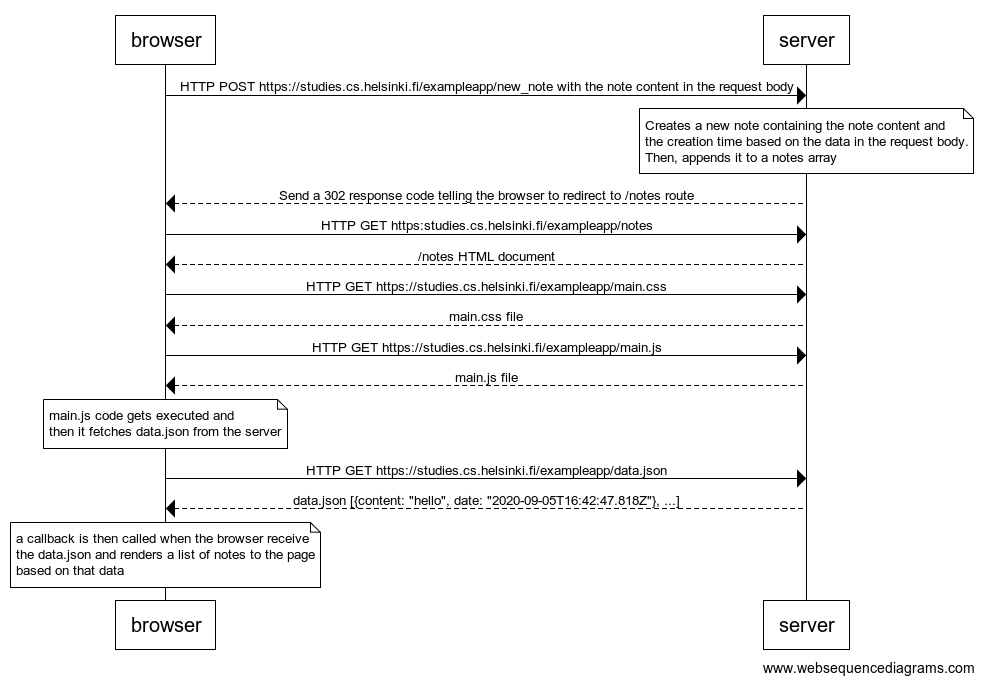 browser
server
HTTP POST https://studies.cs.helsinki.fi/exampleapp/new_note with the note content in the request body
Creates a new note containing the note content and
the creation time based on the data in the request body.
Then, appends it to a notes array
Send a 302 response code telling the browser to redirect to /notes route
HTTP GET https:studies.cs.helsinki.fi/exampleapp/notes
/notes HTML document
HTTP GET https://studies.cs.helsinki.fi/exampleapp/main.css
main.css file
HTTP GET https://studies.cs.helsinki.fi/exampleapp/main.js
main.js file
main.js code gets executed and
then it fetches data.json from the server
HTTP GET https://studies.cs.helsinki.fi/exampleapp/data.json
data.json [{content: "hello", date: "2020-09-05T16:42:47.818Z"}, ...]
a callback is then called when the browser receive
the data.json and renders a list of notes to the page
based on that data
browser
server
www.websequencediagrams.com